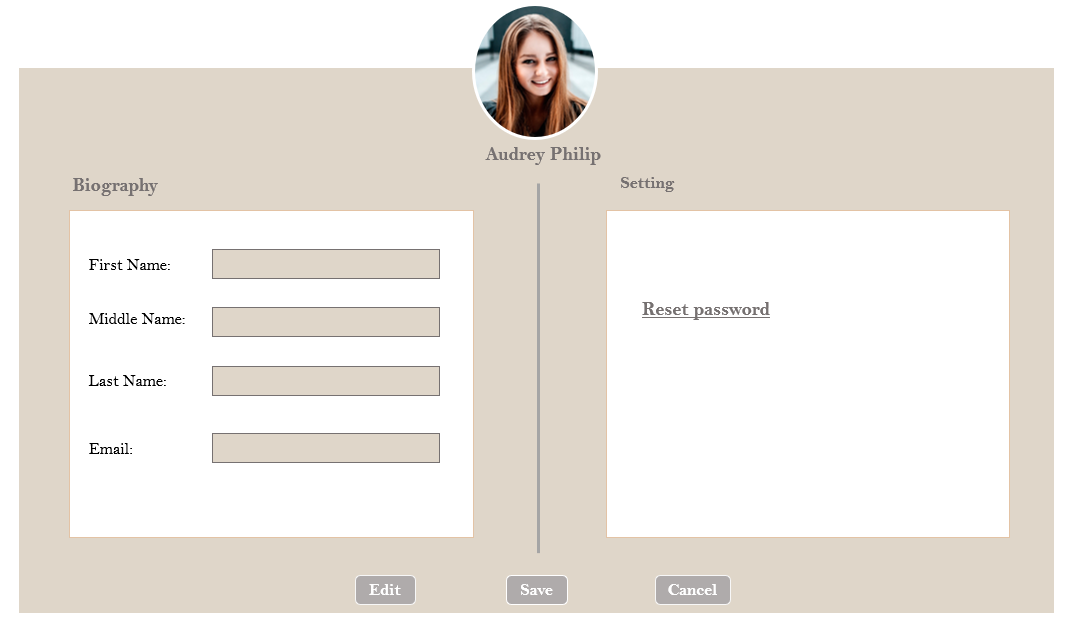 Audrey Philip
Biography
Setting
First Name:
Middle Name:
Last Name:
Email:
Reset password
Edit
Save
Cancel